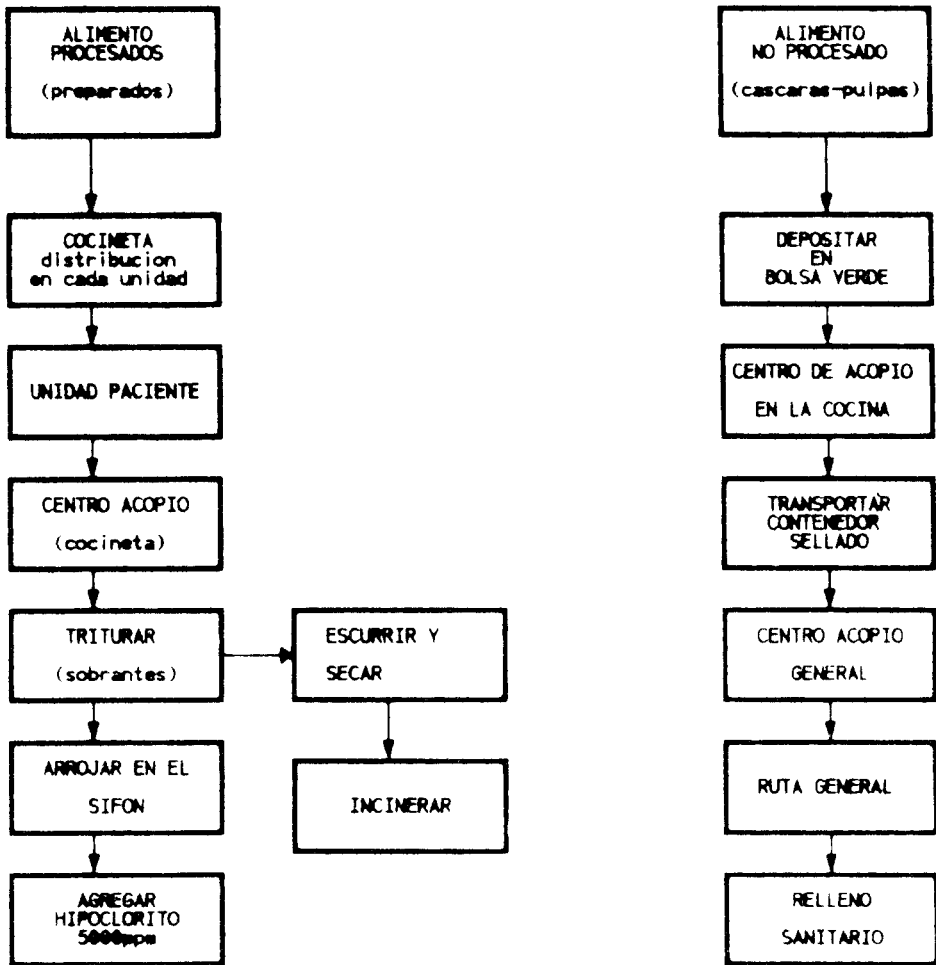 ALIMENTO
PROCESADOS
(preparados)
COCINETA
distribucion
en cada unidad
UNIDAD PACIENTE
CENTRO ACOPIO
(cocineta)
TRITURAR
(sobrantes)
ARROJAR EN EL
SIFON
AGREGAR
HIPOCLORITO
5000ppm
ESCURRIR Y
SECAR
INCINERAR
ALIMENTO
NO PROCESADO
(cascaras-pulpas)
DEPOSITAR
EN
BOLSA VERDE
CENTRO DE ACOPIO
EN LA COCINA
TRANSPORTAR
CONTENEDOR
SELLADO
CENTRO ACOPIO
GENERAL
RUTA GENERAL
RELLENO
SANITARIO